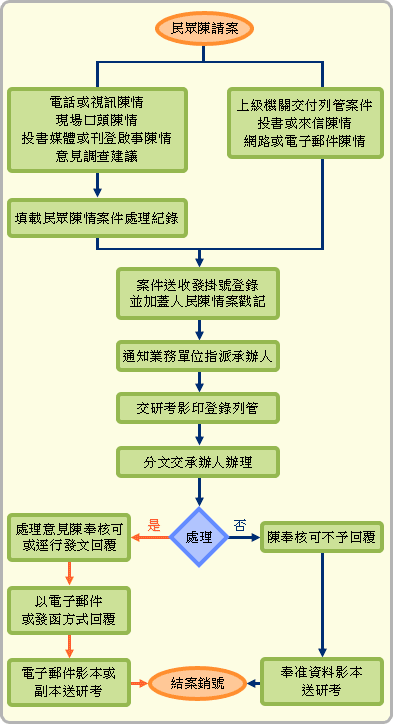 民眾陳請案
電話或視訊陳情
現場口頭陳情
投書媒體或刊登啟事陳情
意見調查建議
上級機關交付列管案件
投書或來信陳情
網路或電子郵件陳情
填載民眾陳情案件處理紀錄
案件送收發掛號登錄
並加蓋人民陳情案戳記
通知業務單位指派承辦人
交研考影印登錄列管
分文交承辦人辦理
處理
是
否
處理意見陳奉核可
或逕行發文回覆
陳奉核可不予回覆
以電子郵件
或發函方式回覆
電子郵件影本或
副本送研考
結案銷號
奉准資料影本
送研考